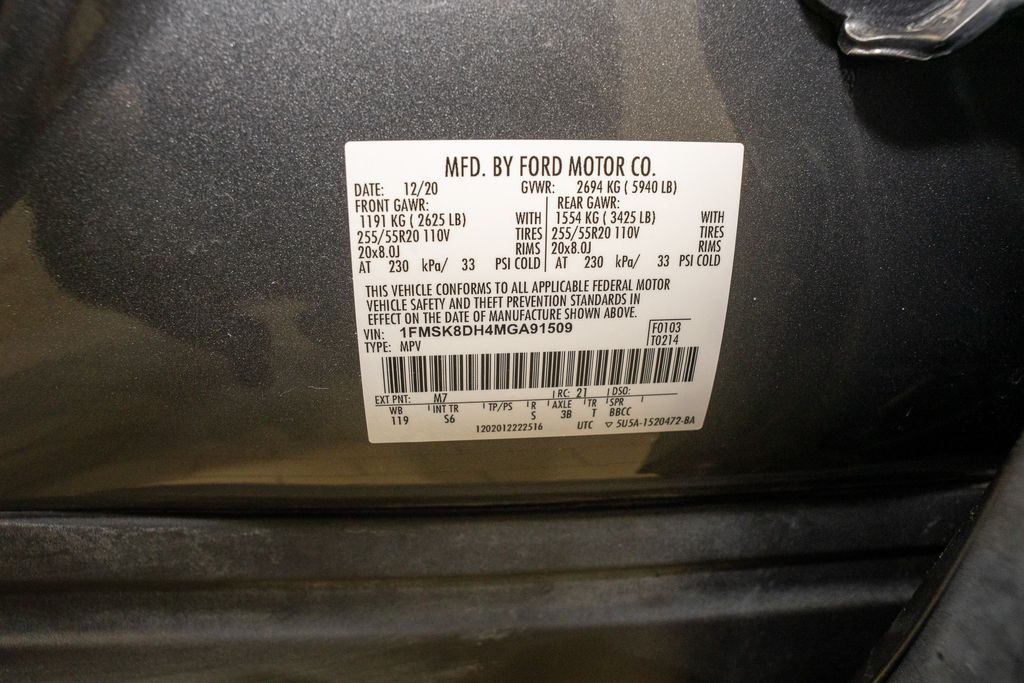 MFD. BY FORD MOTOR CO.
DATE: 12/20 GVWR: 2694 KG ( 5940 LB)
FRONT GAWR: REAR GAWR:
1191 KG ( 2625 LB) WITH 1554 KG ( 3425 LB) WITH
255/55R20 110V TIRES 255/55R20 110V TIRES
20x8.0J RIMS 20x8.0J RIMS
AT 230 kPa/ 33 PSI COLD AT 230 kPa/ 33 PSI COLD
THIS VEHICLE CONFORMS TO ALL APPLICABLE FEDERAL MOTOR
VEHICLE SAFETY AND THEFT PREVENTION STANDARDS IN
EFFECT ON THE DATE OF MANUFACTURE SHOWN ABOVE.
VIN: 1FMSK8DH4MGA91509 F0103
TYPE: MPV T0214
EXT PNT: M7 RC: 21 DSO:
WB INT TR TP/PS R AXLE TR SPR
119 S6 S 3B T BBCC
1202012222516 UTC ▽ 5U5A-1520472-BA